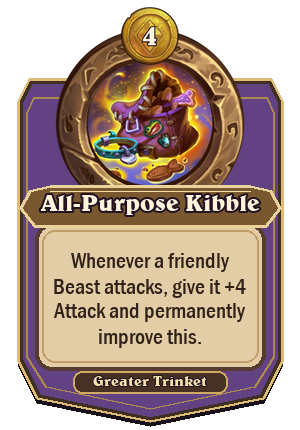 4
All-Purpose Kibble
Whenever a friendly
Beast attacks, give it +4
Attack and permanently
improve this.
Greater Trinket